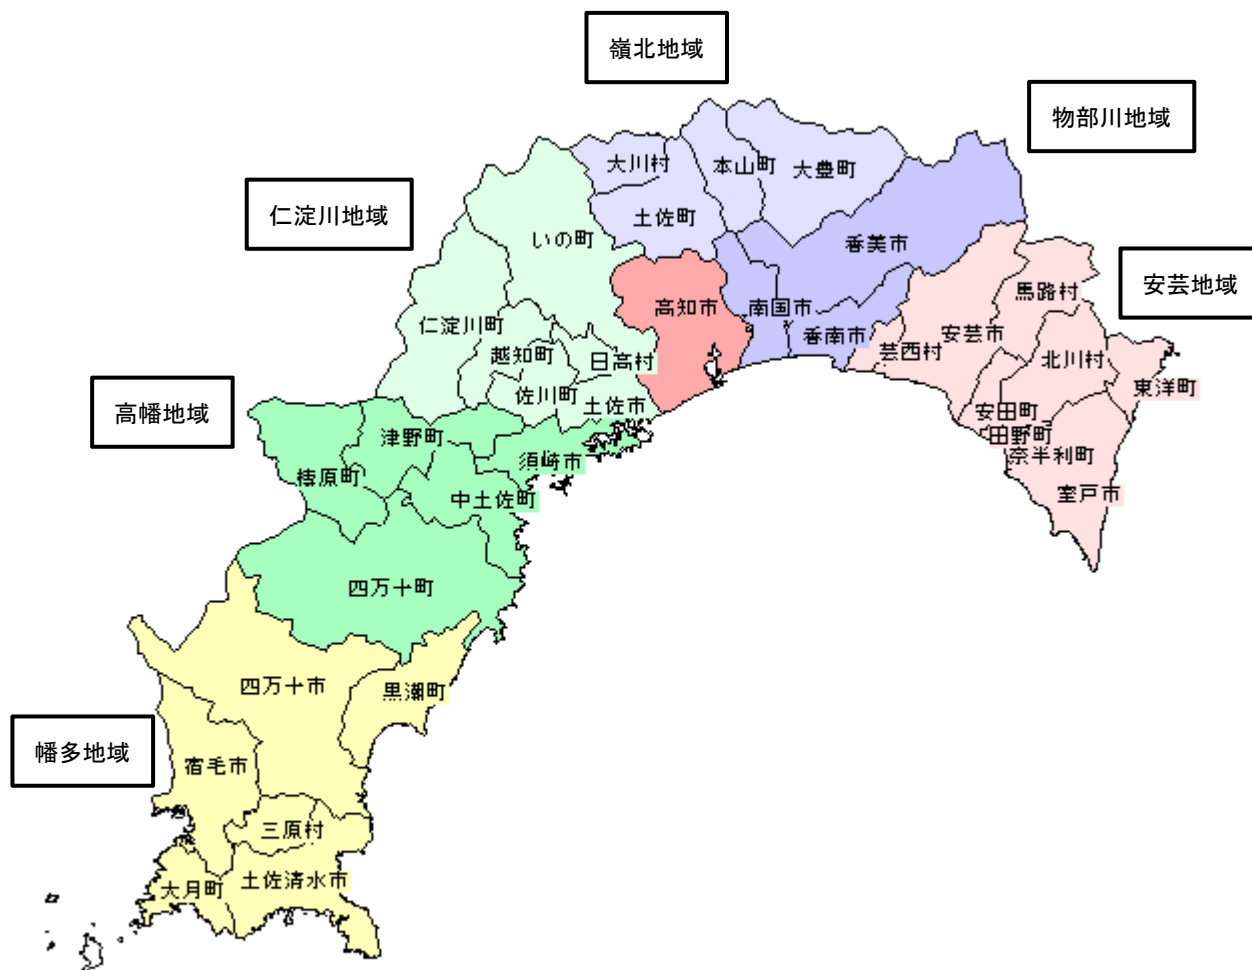 嶺北地域
物部川地域
大川村
本山町
大豊町
仁淀川地域
土佐町
いの町
香美市
安芸地域
馬路村
高知市
南国市
仁淀川町
香南市
安芸市
芸西村
越知町
日高村
北川村
東洋町
佐川町
土佐市
高幡地域
安田町
津野町
田野町
奈半利町
須崎市
梼原町
中土佐町
室戸市
四万十町
四万十市
黒潮町
幡多地域
宿毛市
三原村
大月町
土佐清水市